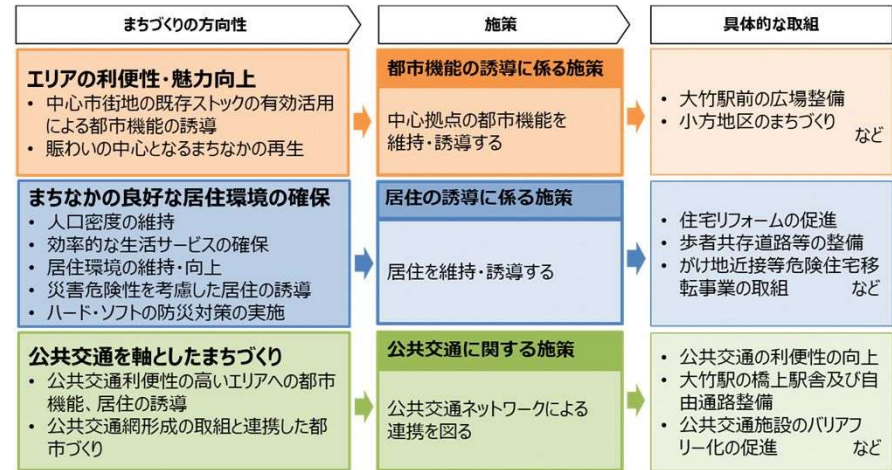 まちづくりの方向性
施策
具体的な取組
エリアの利便性・魅力向上
• 中心市街地の既存ストックの有効活用
による都市機能の誘導
• 賑わいの中心となるまちなかの再生
都市機能の誘導に係る施策
中心拠点の都市機能を
維持・誘導する
• 大竹駅前の広場整備
• 小方地区のまちづくり
など
まちなかの良好な居住環境の確保
• 人口密度の維持
• 効率的な生活サービスの確保
• 居住環境の維持・向上
• 災害危険性を考慮した居住の誘導
• ハード・ソフトの防災対策の実施
居住の誘導に係る施策
居住を維持・誘導する
• 住宅リフォームの促進
• 歩者共存道路等の整備
• がけ地近接等危険住宅移
転事業の取組 など
公共交通を軸としたまちづくり
• 公共交通利便性の高いエリアへの都市
機能、居住の誘導
• 公共交通網形成の取組と連携した都
市づくり
公共交通に関する施策
公共交通ネットワークによる
連携を図る
• 公共交通の利便性の向上
• 大竹駅の橋上駅舎及び自
由通路整備
• 公共交通施設のバリアフ
リー化の促進 など